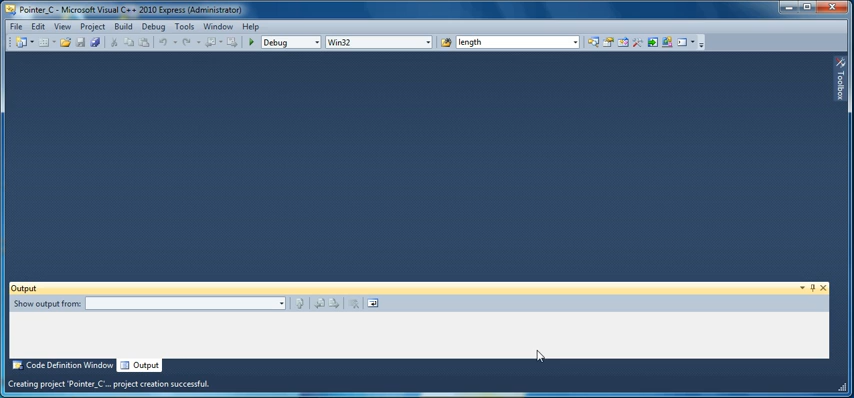 Pointer_C - Microsoft Visual C++ 2010 Express (Administrator)
File Edit View Project Build Debug Tools Window Help
Debug Win32 length
Toolbox
Output
Show output from:
Code Definition Window Output
Creating project 'Pointer_C'... project creation successful.